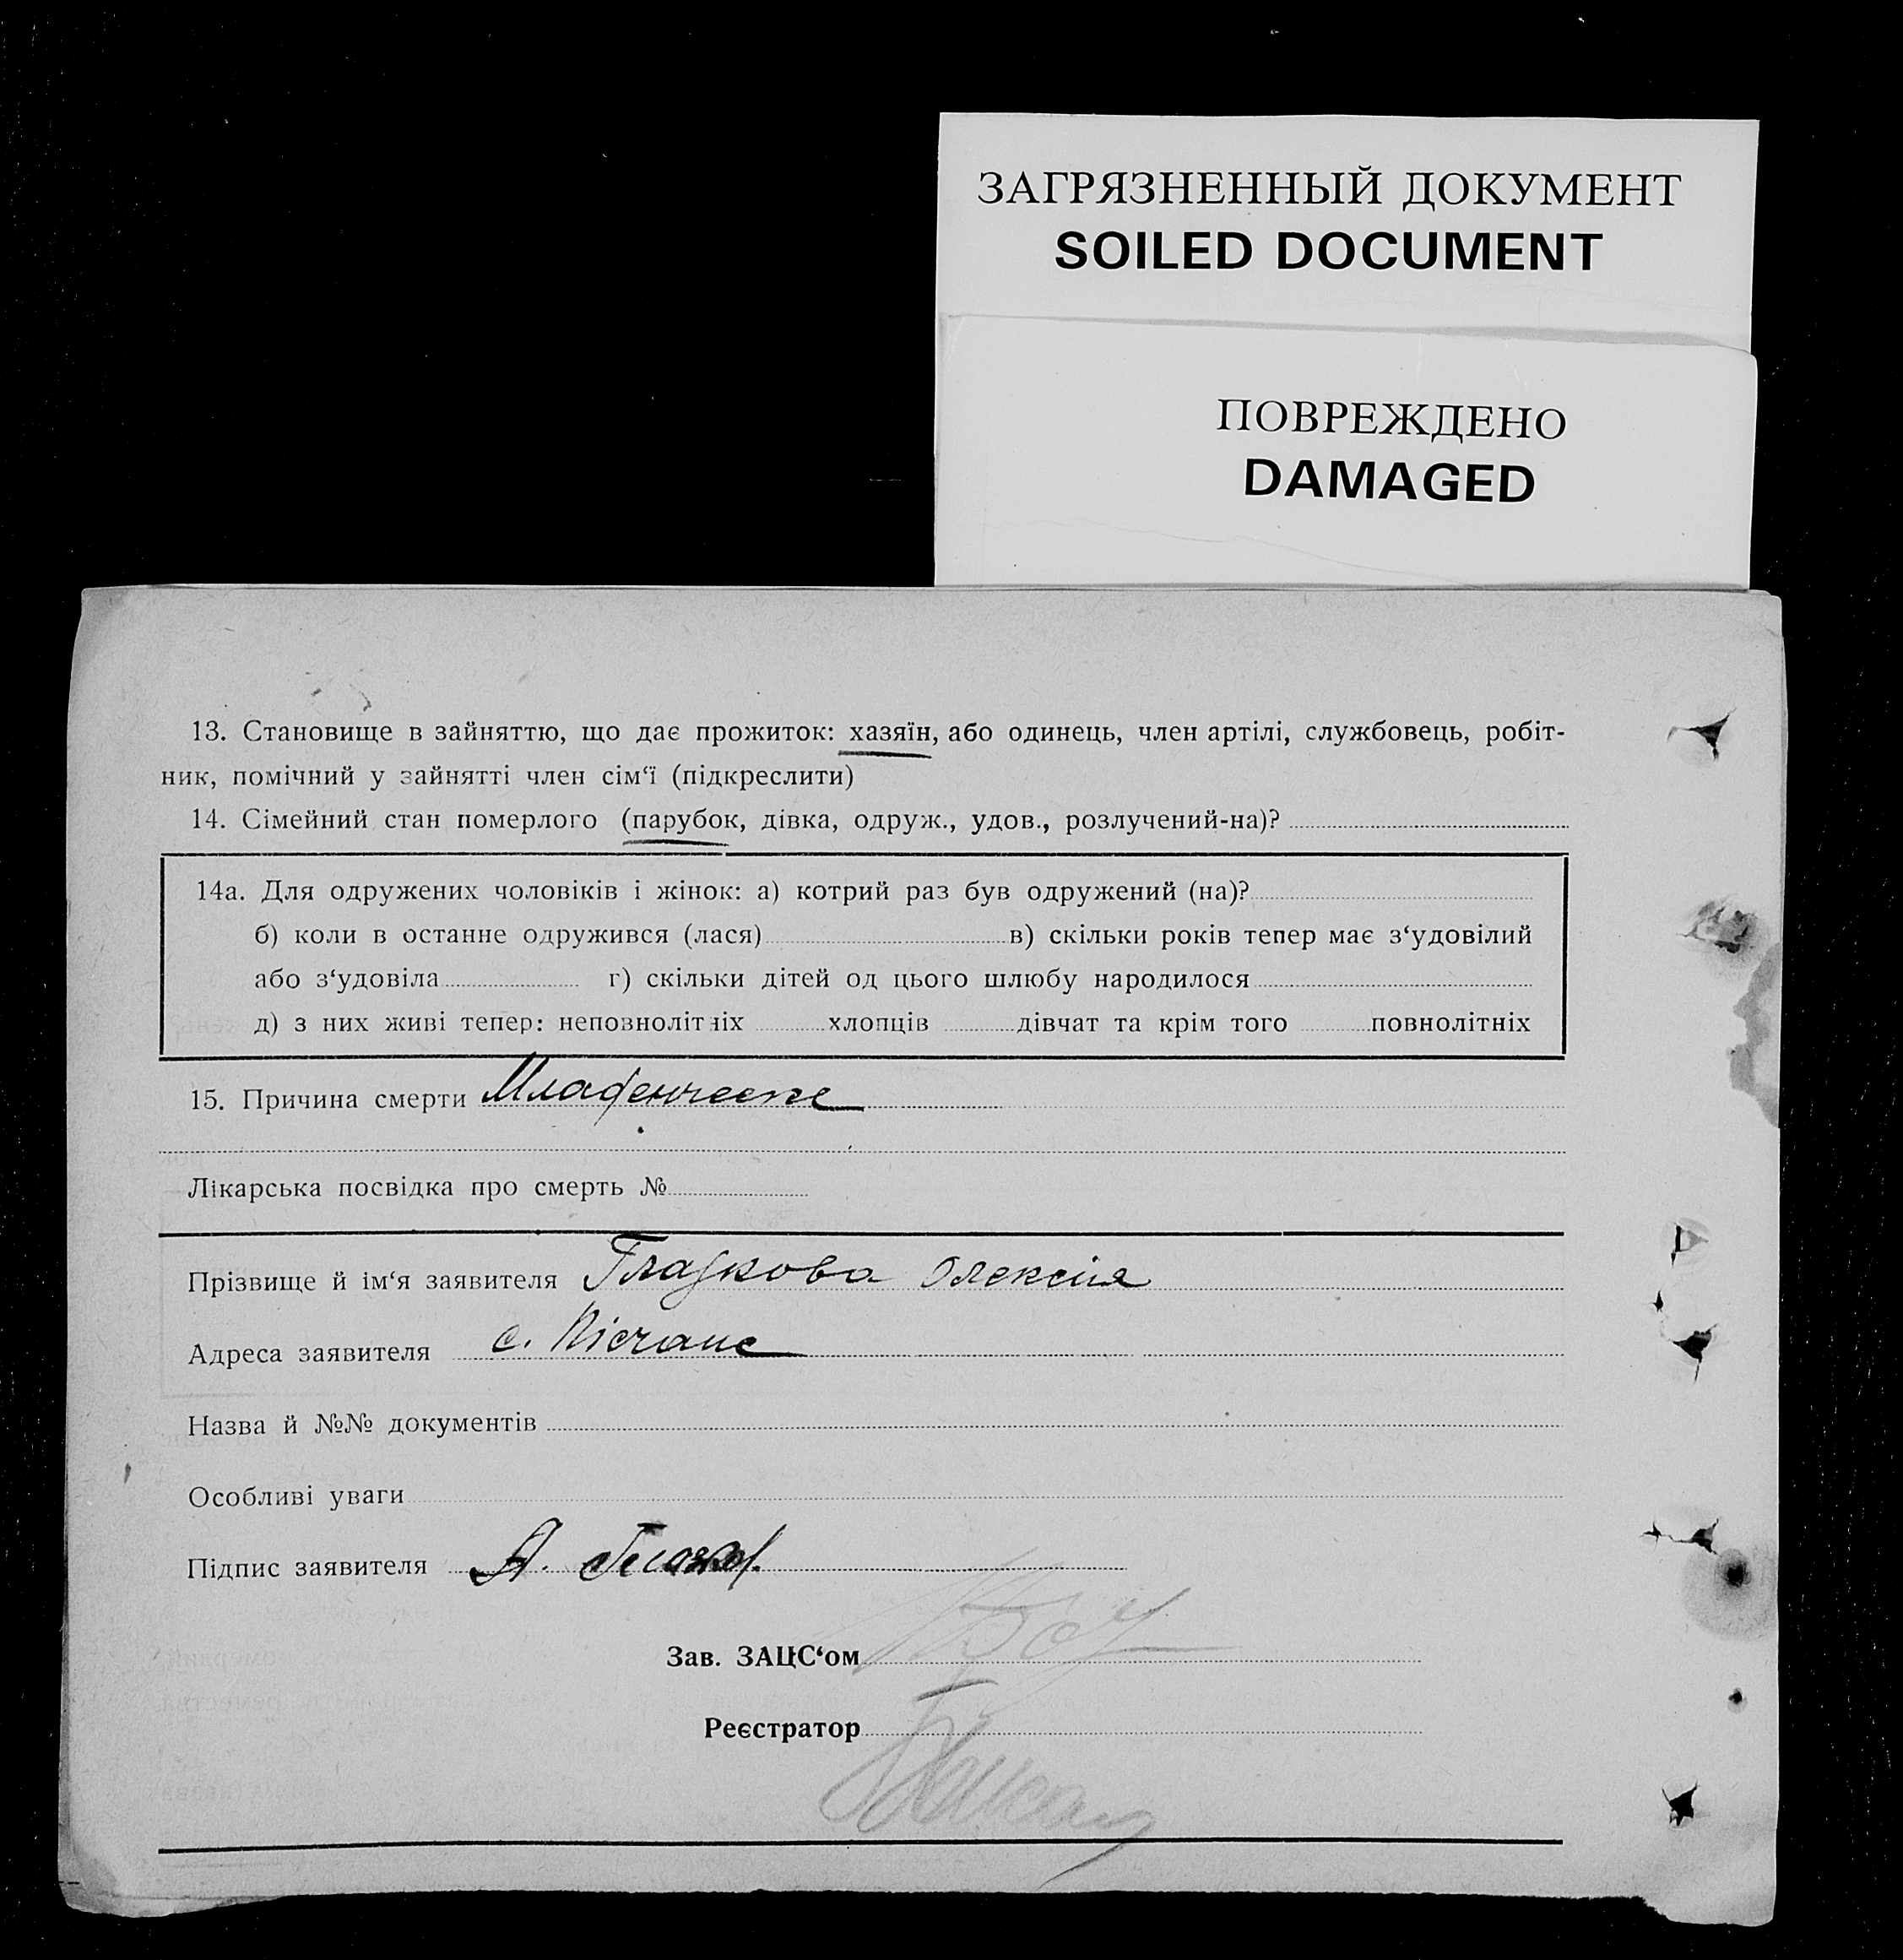 ЗАГРЯЗНЕННЫЙ ДОКУМЕНТ
SOILED DOCUMENT
ПОВРЕЖДЕНО
DAMAGED
13. Становище в зайняттю, що дає прожиток: хазяїн, або одинець, член артілі, службовець, робіт-
ник, помічний у зайнятті член сім‘ї (підкреслити)
14. Сімейний стан померлого (парубок, дівка, одруж., удов., розлучений-на)?
14а. Для одружених чоловіків і жінок: а) котрий раз був одружений (на)?
б) коли в останне одружився (лася) в) скільки років тепер має з‘удовілий
або з‘удовіла г) скільки дітей од цього шлюбу народилося
д) з них живі тепер: неповнолітніх хлопців дівчат та крім того повнолітніх
15. Причина смерти Младенческе
Лікарська посвідка про смерть №
Прізвище й ім‘я заявителя Гладкова Олексія
Адреса заявителя с. Пісчане
Назва й №№ документів
Особливі уваги
Підпис заявителя А.
Зав. ЗАЦС‘ом
Реєстратор